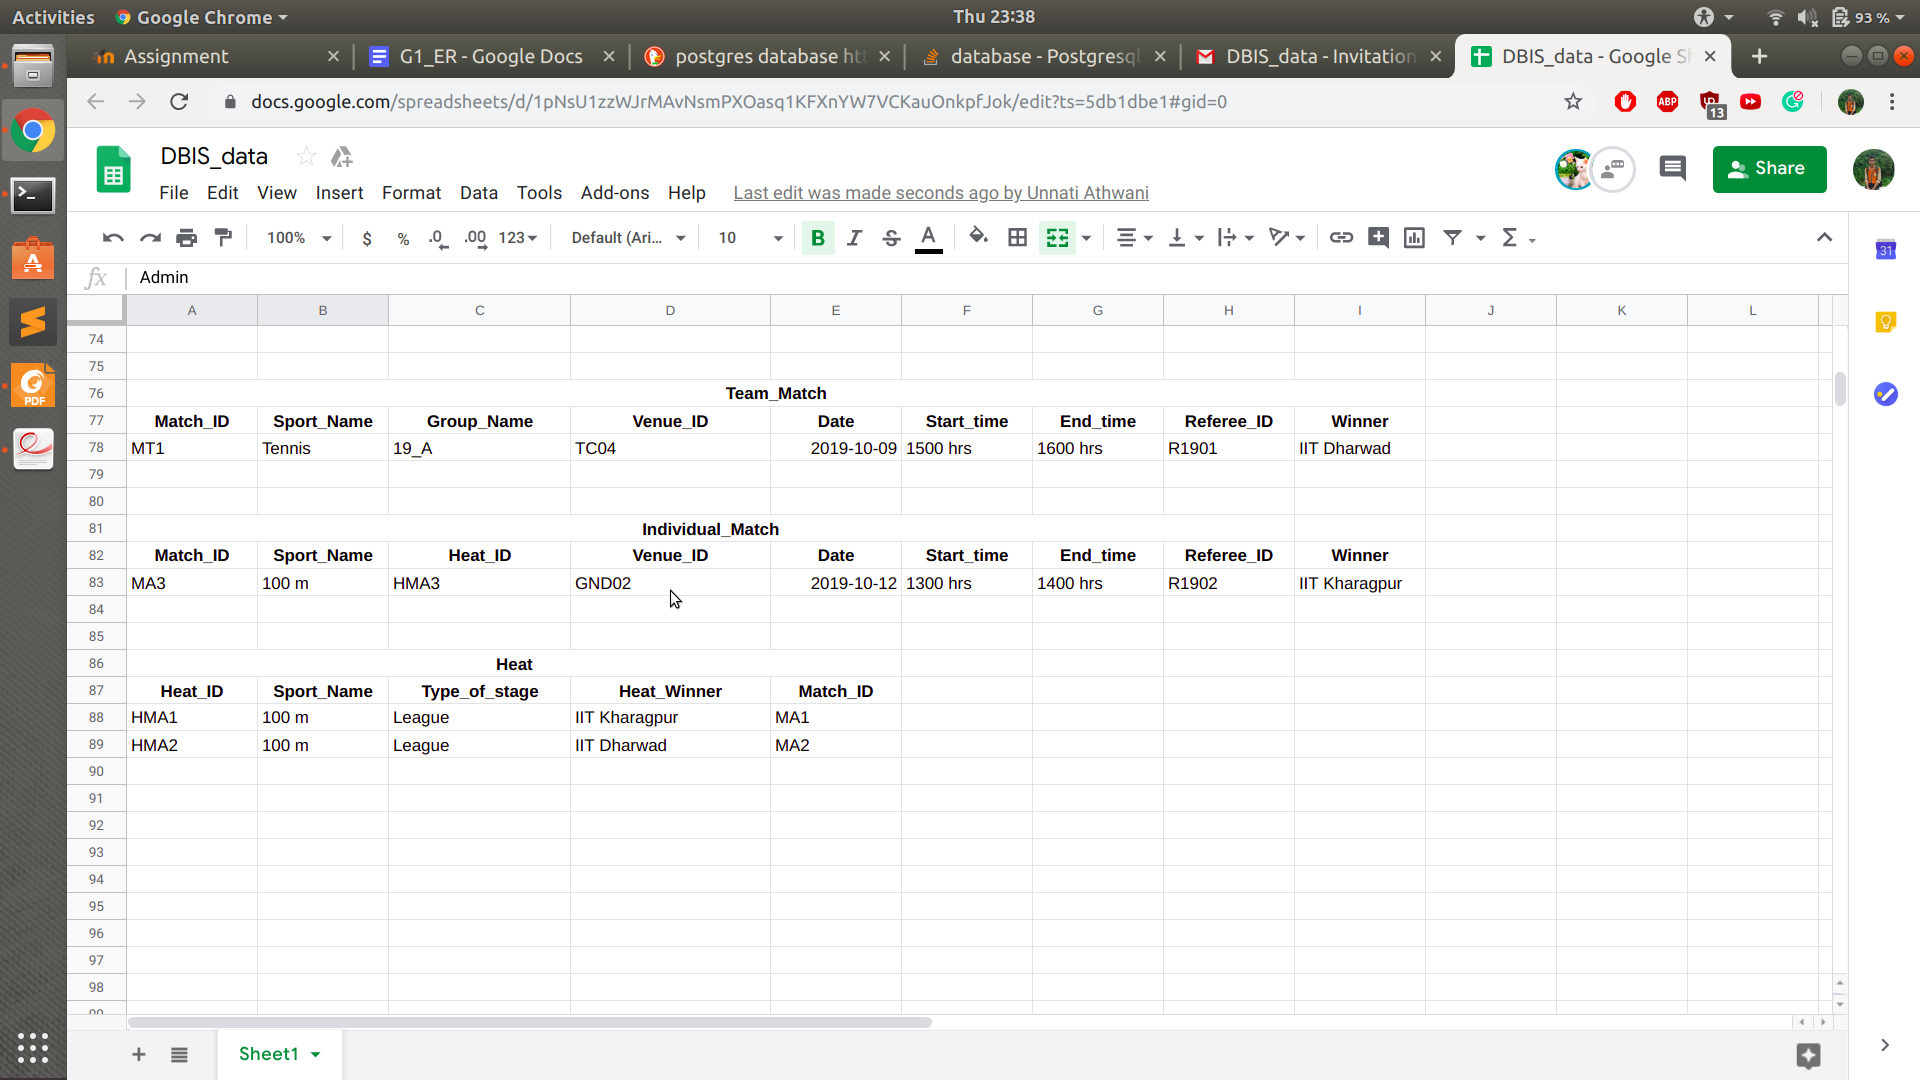 Activities Google Chrome Thu 23:38 93 %
Assignment G1_ER - Google Docs postgres database htt database - Postgresql DBIS_data - Invitation DBIS_data - Google Sh
docs.google.com/spreadsheets/d/1pNsU1zzWJrMAvNsmPXOasq1KFXnYW7VCKauOnkpfJok/edit?ts=5db1dbe1#gid=0 ABP 13
DBIS_data
Share
File Edit View Insert Format Data Tools Add-ons Help Last edit was made seconds ago by Unnati Athwani
100% $ % .0 .00 123 Default (Ari... 10 B I S A Σ
31
fx Admin
A B C D E F G H I J K L
74
75
76 Team_Match
77 Match_ID Sport_Name Group_Name Venue_ID Date Start_time End_time Referee_ID Winner
78 MT1 Tennis 19_A TC04 2019-10-09 1500 hrs 1600 hrs R1901 IIT Dharwad
79
80
81 Individual_Match
82 Match_ID Sport_Name Heat_ID Venue_ID Date Start_time End_time Referee_ID Winner
83 MA3 100 m HMA3 GND02 2019-10-12 1300 hrs 1400 hrs R1902 IIT Kharagpur
84
85
86 Heat
87 Heat_ID Sport_Name Type_of_stage Heat_Winner Match_ID
88 HMA1 100 m League IIT Kharagpur MA1
89 HMA2 100 m League IIT Dharwad MA2
90
91
92
93
94
95
96
97
98
99
Sheet1
PDF